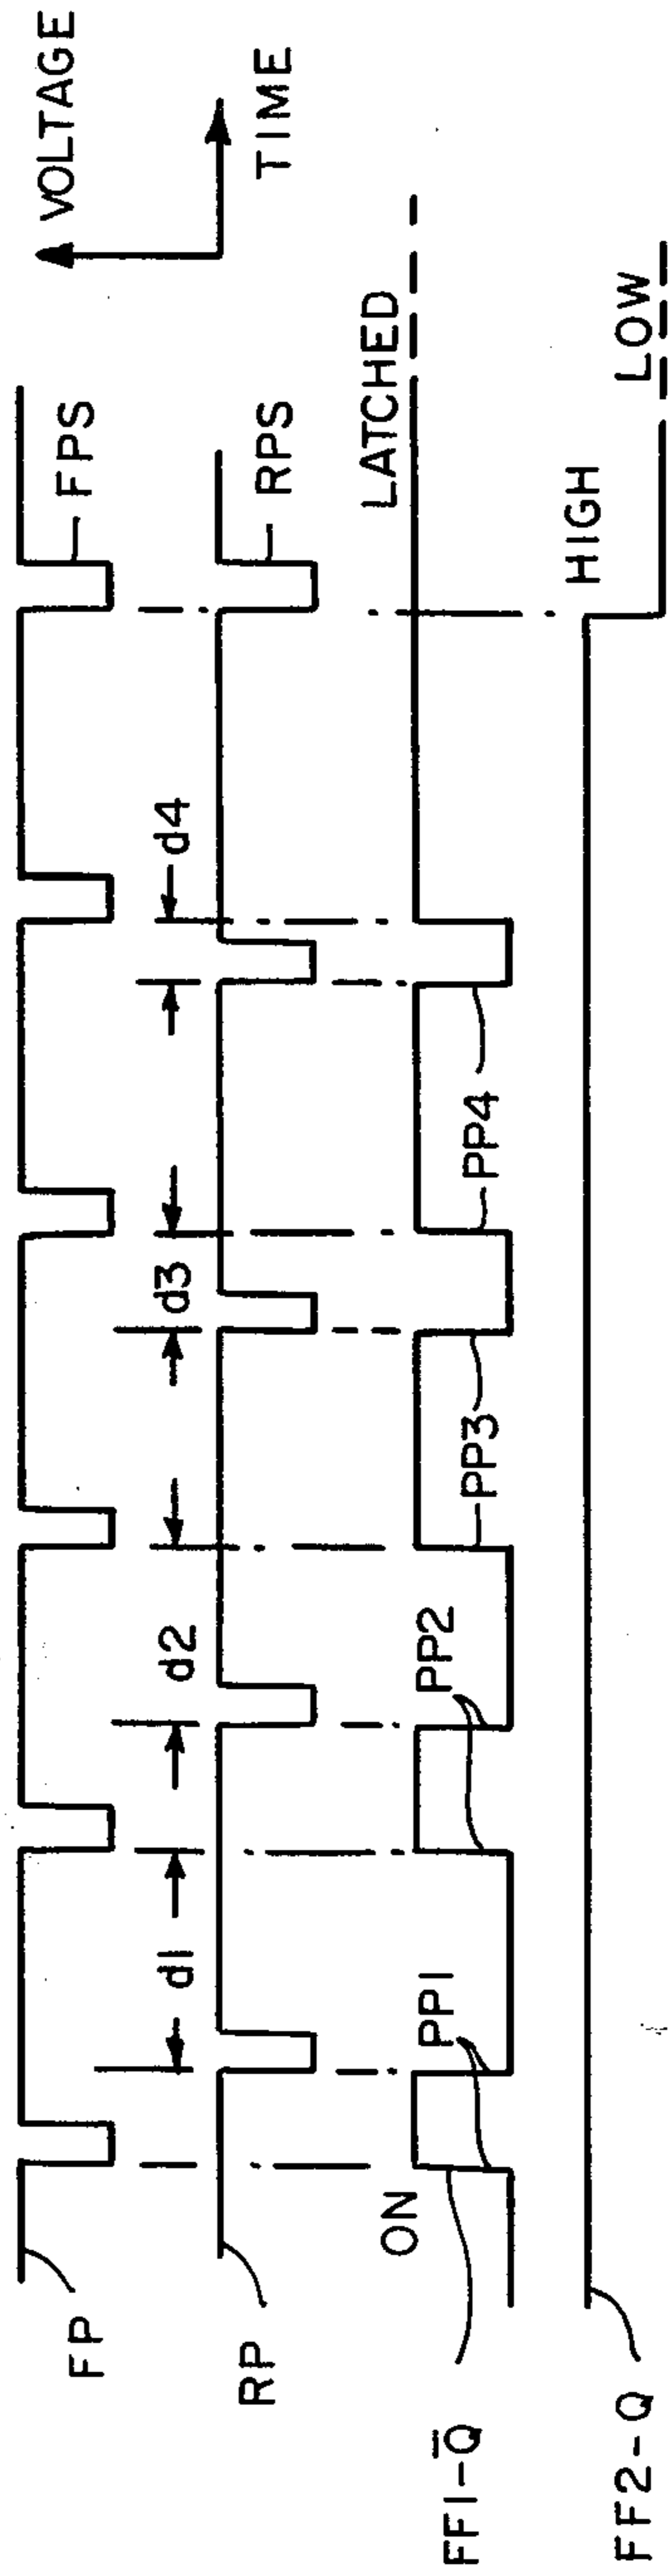 VOLTAGE
TIME
FP
FPS
d1
d2
d3
d4
RP
RPS
ON
PP1
PP2
PP3
PP4
LATCHED
FF1-Q̅
HIGH
LOW
FF2-Q